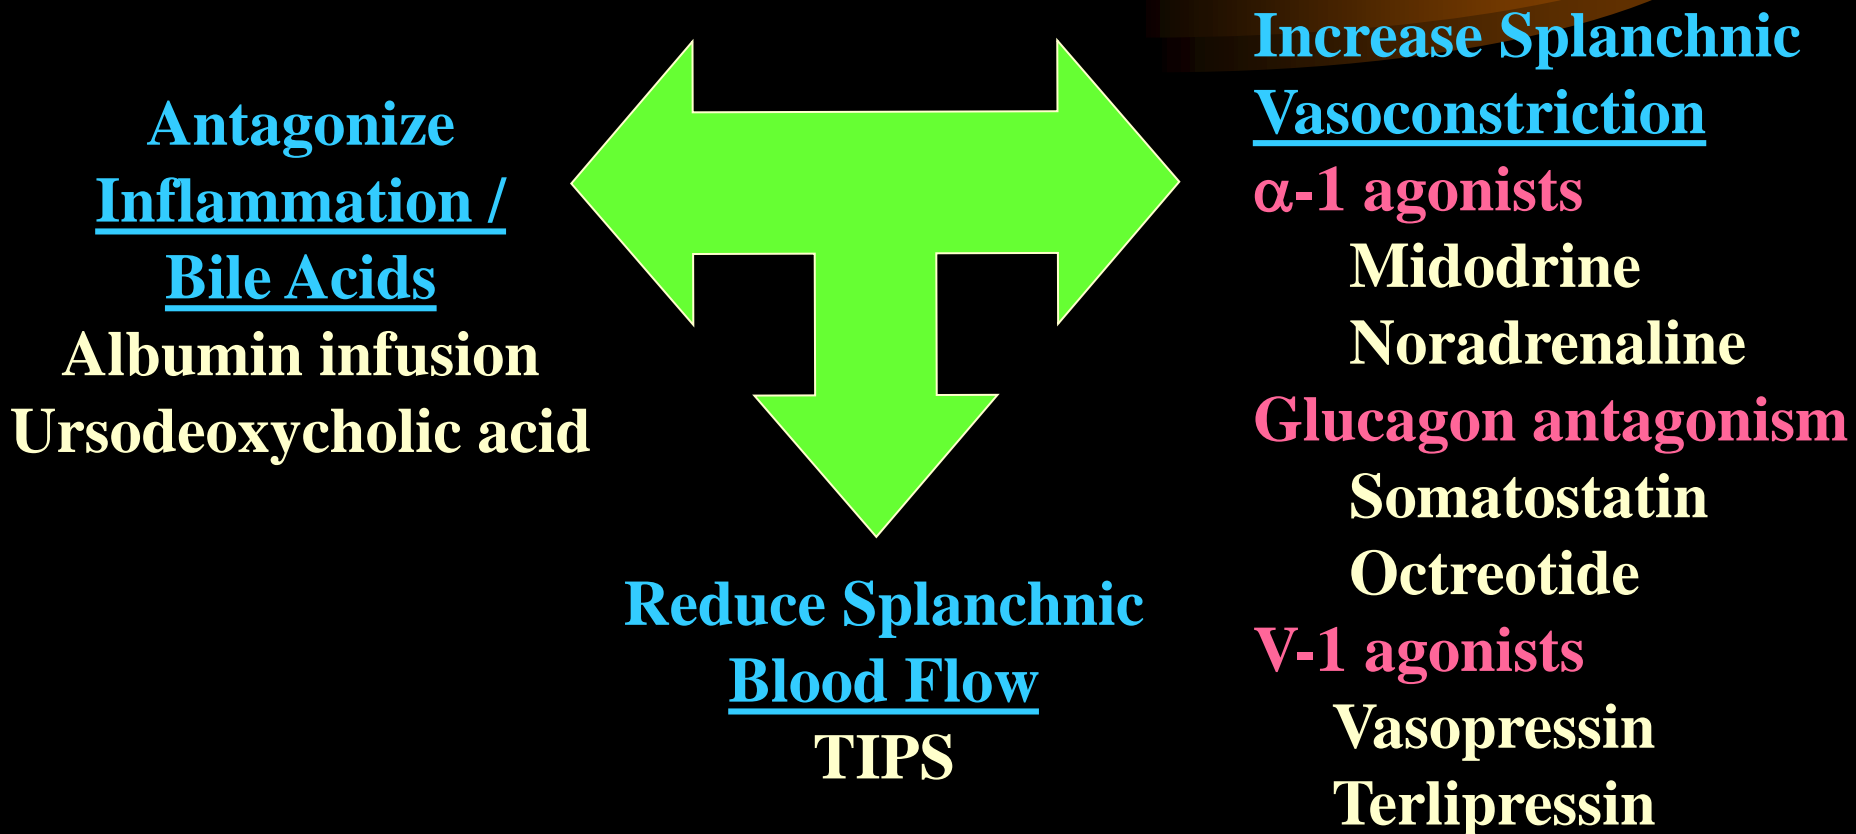 Antagonize
Inflammation /
Bile Acids
Albumin infusion
Ursodeoxycholic acid
Reduce Splanchnic
Blood Flow
TIPS
Increase Splanchnic
Vasoconstriction
α-1 agonists
Midodrine
Noradrenaline
Glucagon antagonism
Somatostatin
Octreotide
V-1 agonists
Vasopressin
Terlipressin